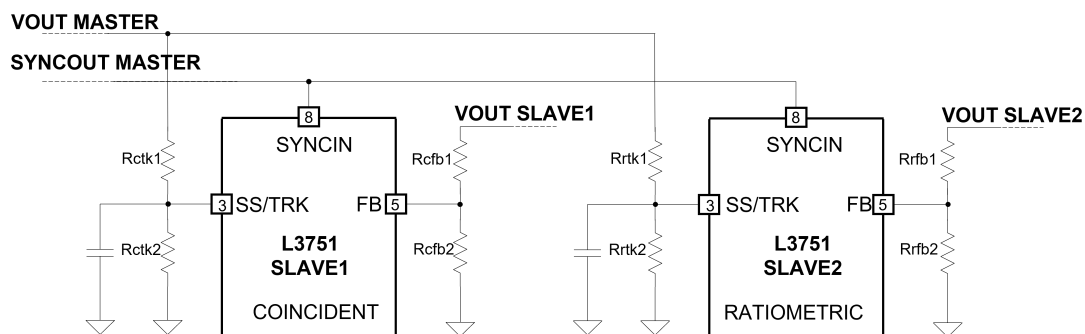 VOUT MASTER
SYNCOUT MASTER
8
SYNCIN
VOUT SLAVE1
Rctk1
Rcfb1
3
SS/TRK
FB
5
Rctk2
Rcfb2
L3751
SLAVE1
COINCIDENT
8
SYNCIN
VOUT SLAVE2
Rrtk1
Rrfb1
3
SS/TRK
FB
5
Rrtk2
Rrfb2
L3751
SLAVE2
RATIOMETRIC